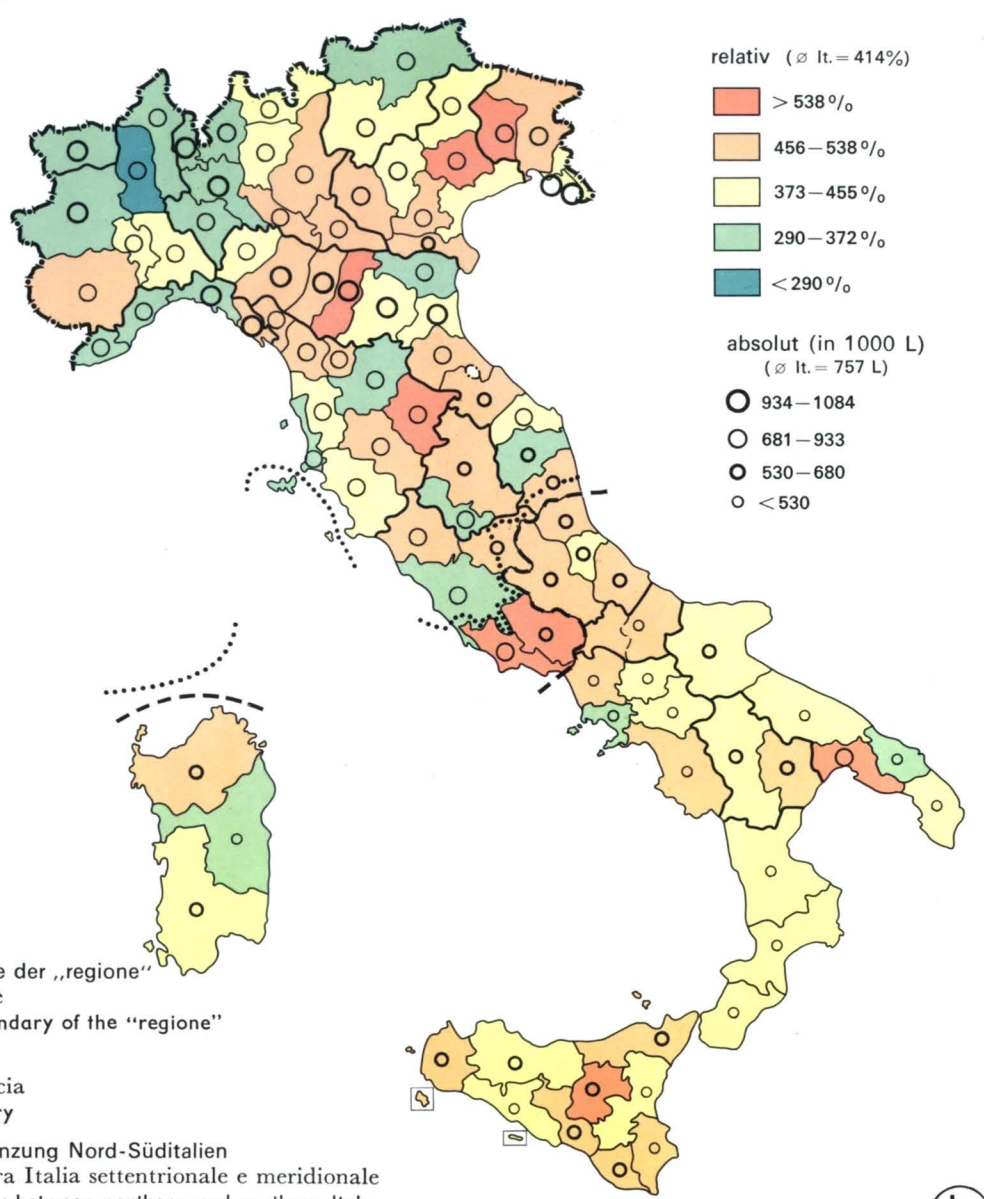 relativ (⌀ It. = 414%)
> 538%
456–538%
373–455%
290–372%
< 290%
absolut (in 1000 L)
(⌀ It. = 757 L)
934–1084
681–933
530–680
< 530
e der „regione“
ndary of the “regione”
cia
ry
nzung Nord-Süditalien
ra Italia settentrionale e meridionale
b